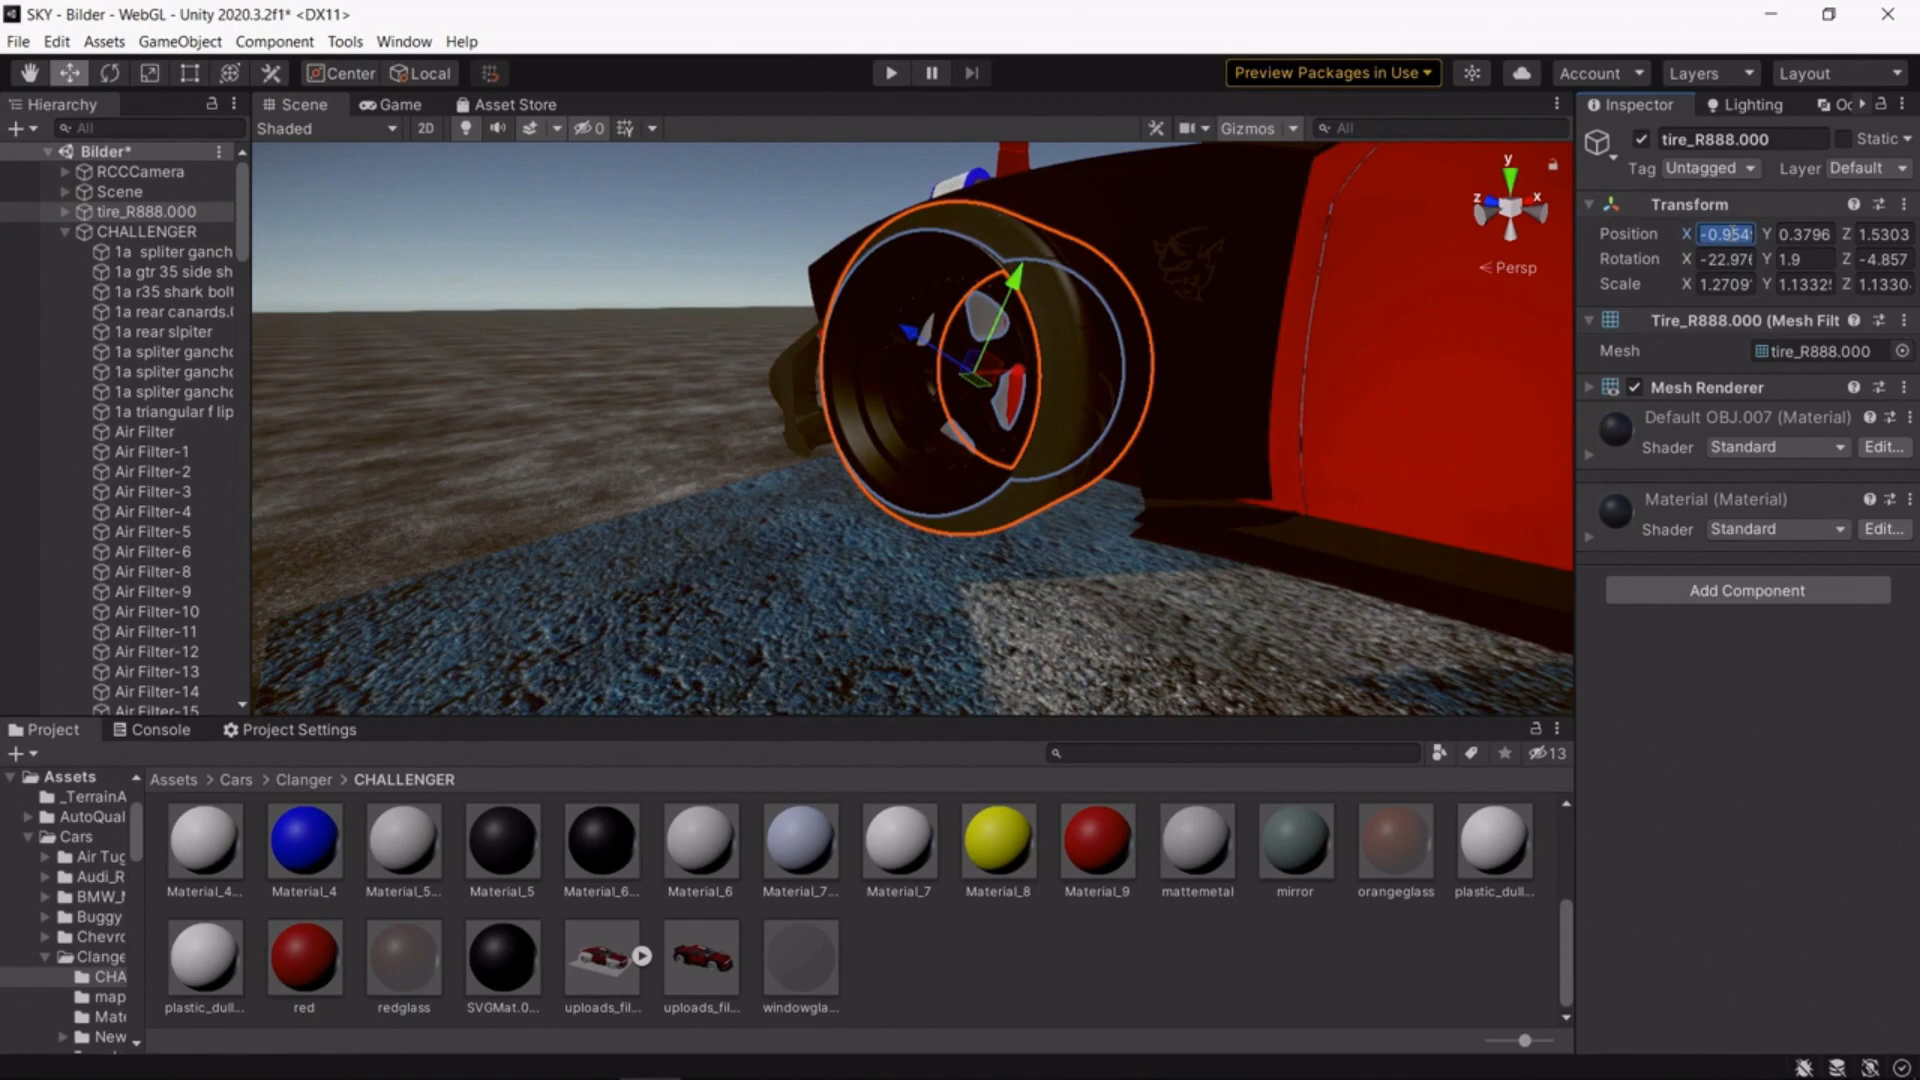 SKY - Bilder - WebGL - Unity 2020.3.2f1* <DX11>
File Edit Assets GameObject Component Tools Window Help
Center Local
Preview Packages in Use
Account Layers Layout
Hierarchy
All
Bilder*
RCCCamera
Scene
tire_R888.000
CHALLENGER
1a spliter ganch
1a gtr 35 side sh
1a r35 shark bolt
1a rear canards.
1a rear slpiter
1a spliter ganch
1a spliter ganch
1a spliter ganch
1a triangular f lip
Air Filter
Air Filter-1
Air Filter-2
Air Filter-3
Air Filter-4
Air Filter-5
Air Filter-6
Air Filter-8
Air Filter-9
Air Filter-10
Air Filter-11
Air Filter-12
Air Filter-13
Air Filter-14
Air Filter-15
Scene Game Asset Store
Shaded 2D 0 Gizmos All
y
z x
Persp
Inspector Lighting Oc
tire_R888.000 Static
Tag Untagged Layer Default
Transform
Position X -0.954 Y 0.3796 Z 1.5303
Rotation X -22.976 Y 1.9 Z -4.857
Scale X 1.2709 Y 1.1332 Z 1.1330
Tire_R888.000 (Mesh Filt
Mesh tire_R888.000
Mesh Renderer
Default OBJ.007 (Material)
Shader Standard Edit...
Material (Material)
Shader Standard Edit...
Add Component
Project Console Project Settings
13
Assets
_TerrainA
AutoQual
Cars
Air Tug
Audi_R
BMW_M
Buggy
Chevro
Clange
CHA
map
Mate
New
Assets > Cars > Clanger > CHALLENGER
Material_4... Material_4 Material_5... Material_5 Material_6... Material_6 Material_7... Material_7 Material_8 Material_9 mattemetal mirror orangeglass plastic_dull...
plastic_dull... red redglass SVGMat.0... uploads_fil... uploads_fil... windowgla...